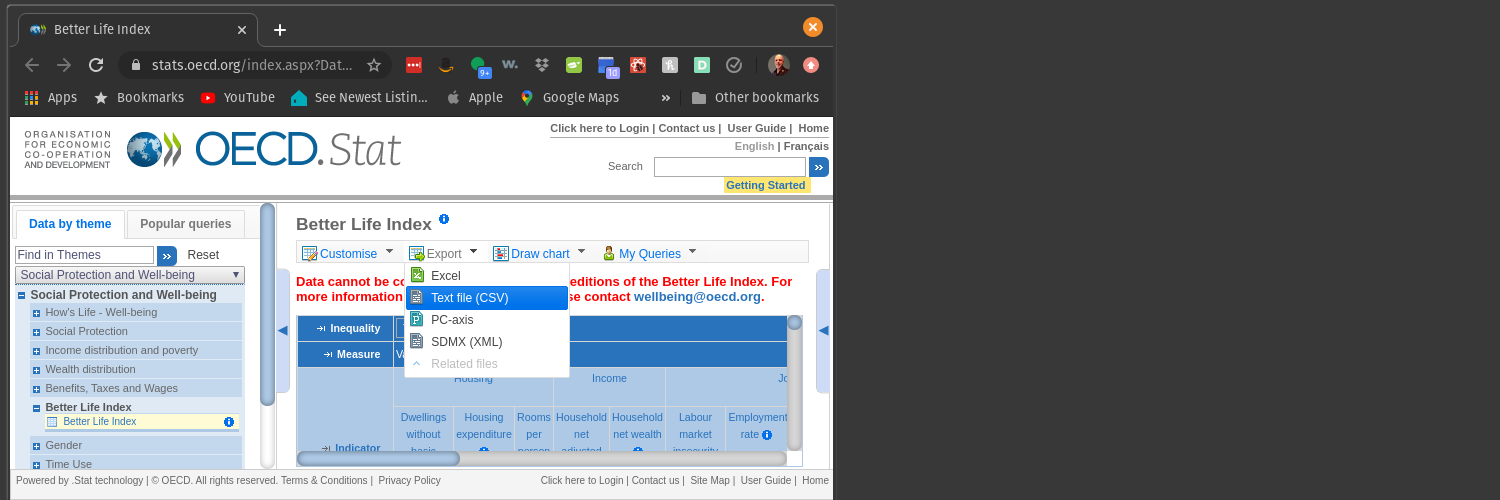 Better Life Index
stats.oecd.org/index.aspx?Dat...
9+
10
Apps Bookmarks YouTube See Newest Listin... Apple Google Maps » Other bookmarks
ORGANISATION
FOR ECONOMIC
CO-OPERATION
AND DEVELOPMENT
OECD.Stat
Click here to Login | Contact us | User Guide | Home
English | Français
Search
Getting Started
Data by theme Popular queries
Find in Themes Reset
Social Protection and Well-being
Social Protection and Well-being
How's Life - Well-being
Social Protection
Income distribution and poverty
Wealth distribution
Benefits, Taxes and Wages
Better Life Index
Better Life Index
Gender
Time Use
Better Life Index
Customise Export Draw chart My Queries
Excel
Text file (CSV)
PC-axis
SDMX (XML)
Related files
Data cannot be co editions of the Better Life Index. For
more information se contact wellbeing@oecd.org.
Inequality
Measure
Housing Income
Indicator
Dwellings without basic
Housing expenditure
Rooms per person
Household net adjusted
Household net wealth
Labour market insecurity
Employment rate
Powered by .Stat technology | © OECD. All rights reserved. Terms & Conditions | Privacy Policy
Click here to Login | Contact us | Site Map | User Guide | Home